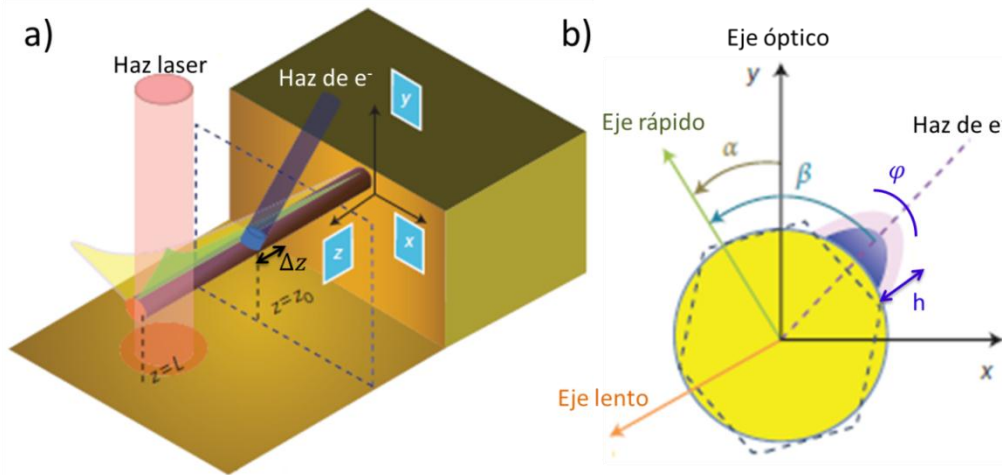 a)
Haz laser
Haz de e-
y
x
z
Δz
z=z0
z=L
b)
Eje óptico
y
Eje rápido
α
β
Haz de e-
φ
h
x
Eje lento